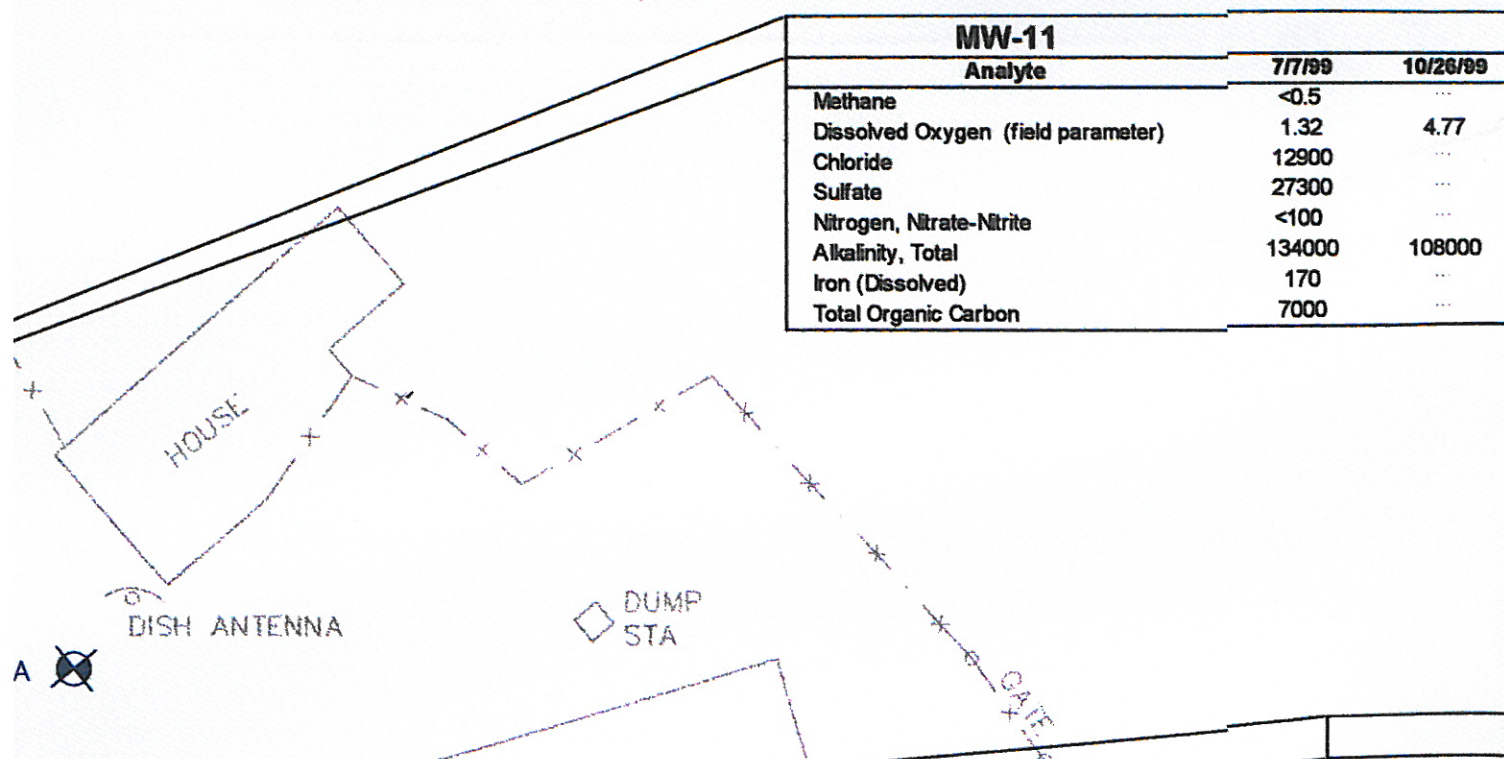 MW-11
Analyte 7/7/99 10/26/99
Methane <0.5 ---
Dissolved Oxygen (field parameter) 1.32 4.77
Chloride 12900 ---
Sulfate 27300 ---
Nitrogen, Nitrate-Nitrite <100 ---
Alkalinity, Total 134000 108000
Iron (Dissolved) 170 ---
Total Organic Carbon 7000 ---
HOUSE
DISH ANTENNA
DUMP
STA
A
GATE